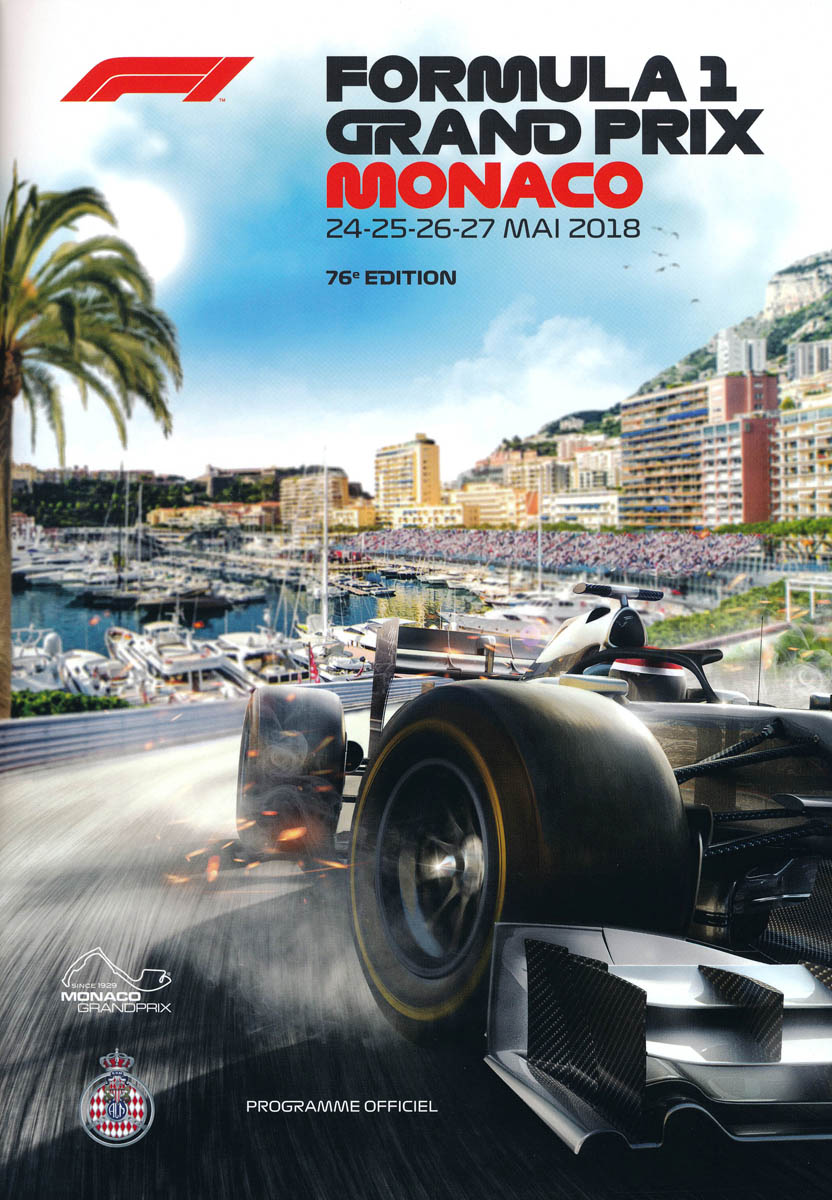 FORMULA 1
GRAND PRIX
MONACO
24-25-26-27 MAI 2018
76e EDITION
SINCE 1929
MONACO
GRANDPRIX
PROGRAMME OFFICIEL